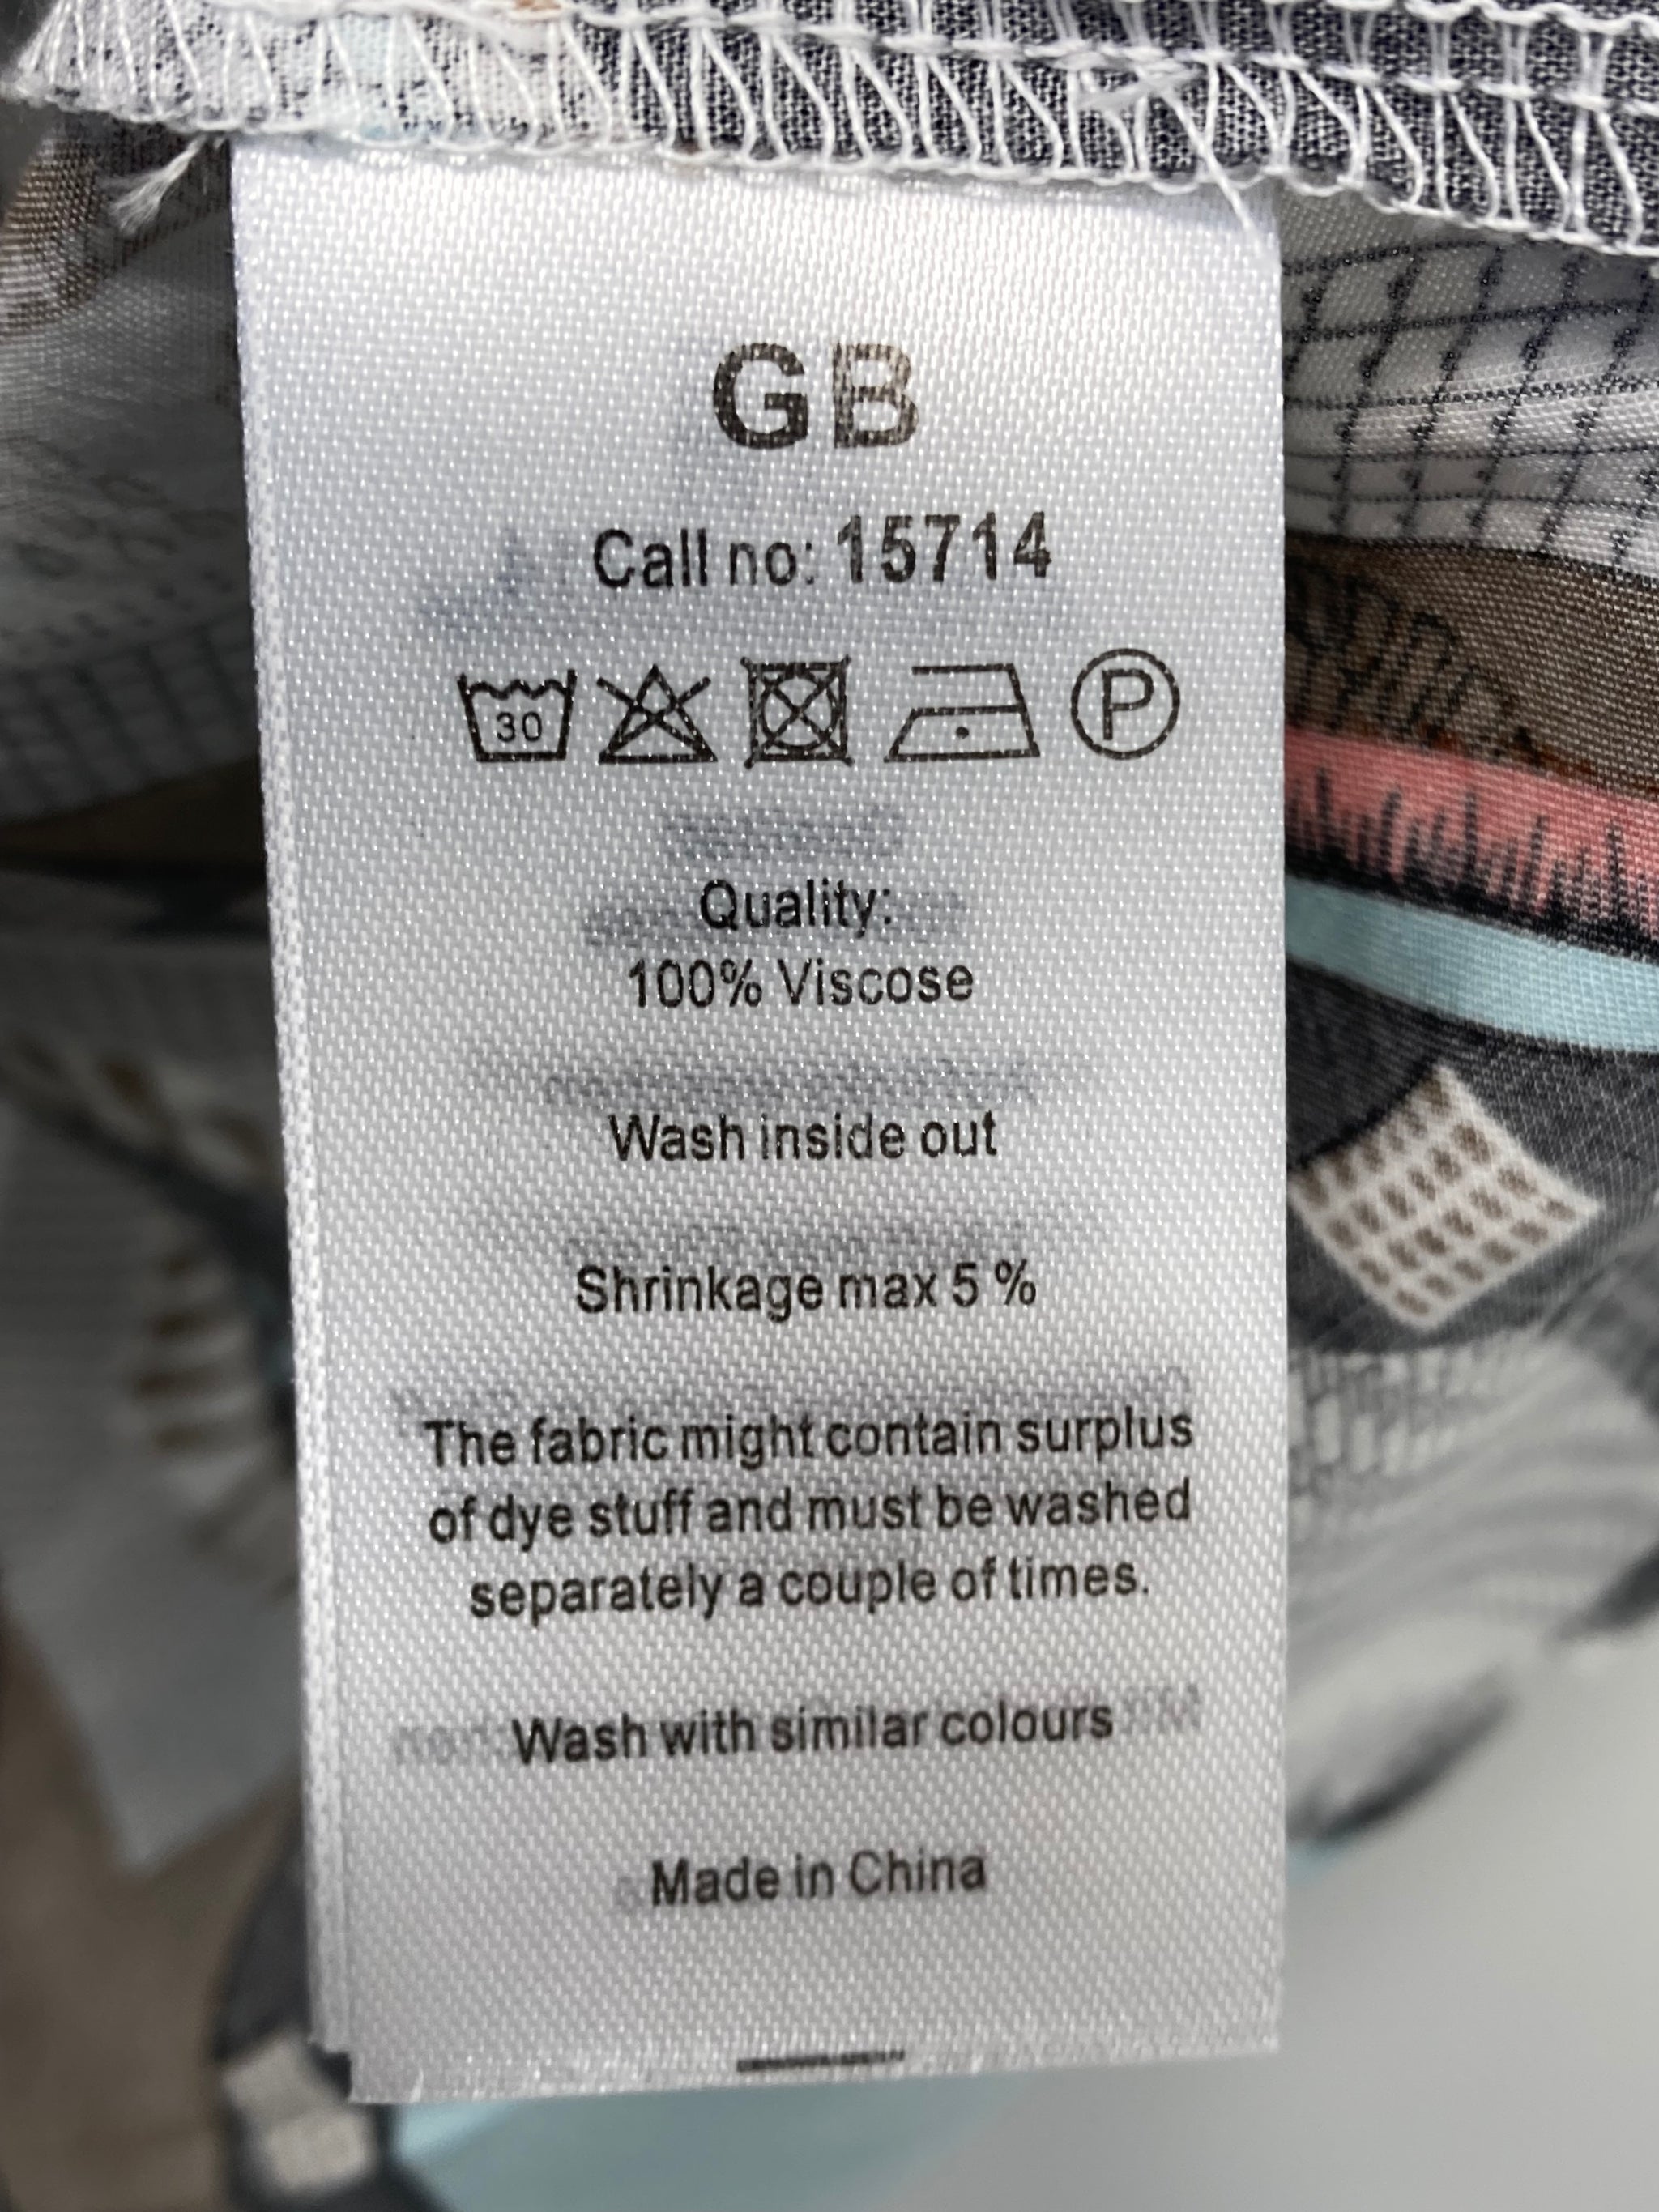 GB
Call no: 15714
30
P
Quality:
100% Viscose
Wash inside out
Shrinkage max 5 %
The fabric might contain surplus
of dye stuff and must be washed
separately a couple of times.
Wash with similar colours
Made in China